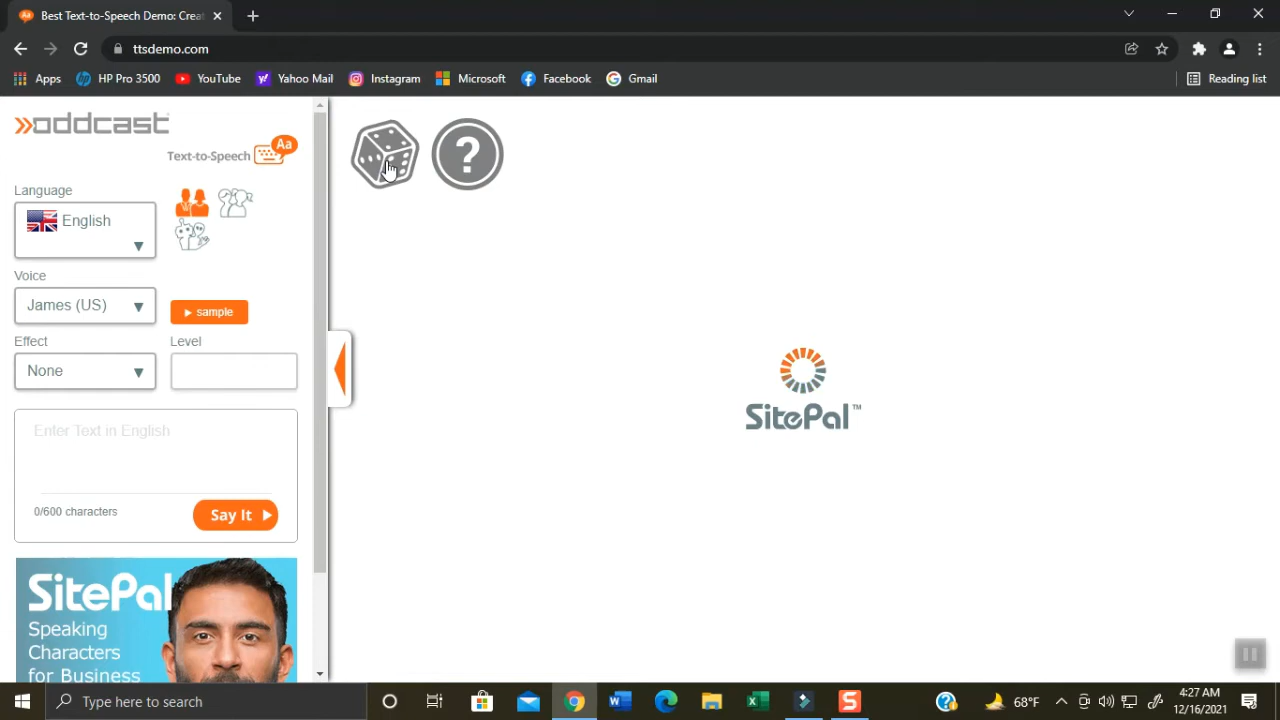 Best Text-to-Speech Demo: Crea
ttsdemo.com
Apps
HP Pro 3500
YouTube
Yahoo Mail
Instagram
Microsoft
Facebook
Gmail
Reading list
oddcast
Text-to-Speech
Aa
Language
English
Voice
James (US)
sample
Effect
Level
None
Enter Text in English
0/600 characters
Say It
SitePal
Speaking
Characters
for Business
?
SitePal™
Type here to search
68°F
4:27 AM
12/16/2021